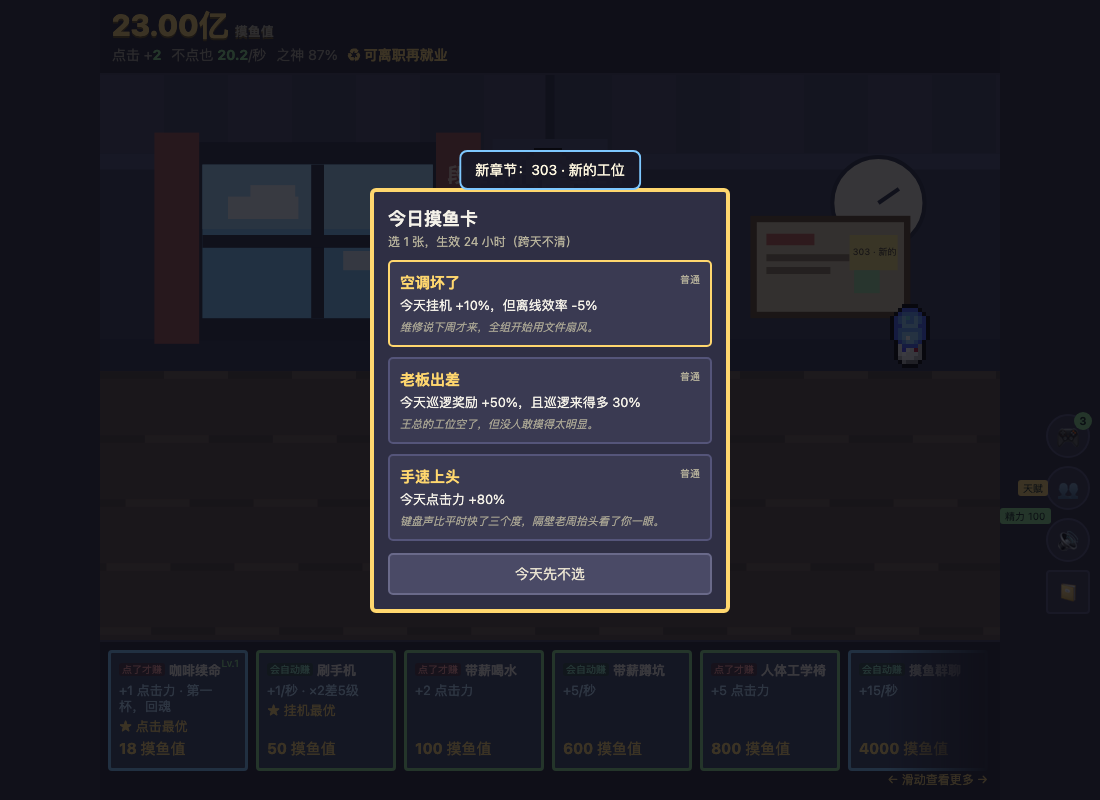 23.00亿 摸鱼值
点击 +2 不点也 20.2/秒 · 之神 87% ♻ 可离职再就业
新章节：303 · 新的工位
303 · 新的
今日摸鱼卡
选 1 张，生效 24 小时（跨天不清）
空调坏了 普通
今天挂机 +10%，但离线效率 -5%
维修说下周才来，全组开始用文件扇风。
老板出差 普通
今天巡逻奖励 +50%，且巡逻来得多 30%
王总的工位空了，但没人敢摸得太明显。
手速上头 普通
今天点击力 +80%
键盘声比平时快了三个度，隔壁老周抬头看了你一眼。
今天先不选
3
天赋
精力 100
点了才赚 咖啡续命 Lv.1
+1 点击力 · 第一
杯，回魂
★ 点击最优
18 摸鱼值
会自动赚 刷手机
+1/秒 · ×2差5级
★ 挂机最优
50 摸鱼值
点了才赚 带薪喝水
+2 点击力
100 摸鱼值
会自动赚 带薪蹲坑
+5/秒
600 摸鱼值
点了才赚 人体工学椅
+5 点击力
800 摸鱼值
会自动赚 摸鱼群聊
+15/秒
4000 摸鱼值
← 滑动查看更多 →